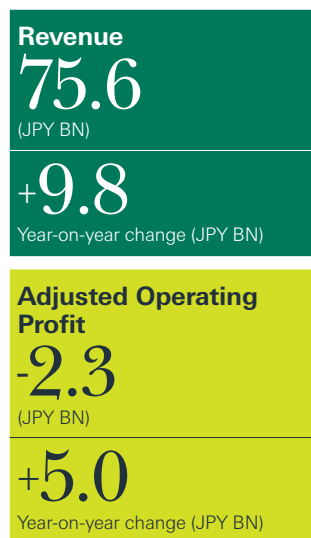 Revenue
75.6
(JPY BN)
+9.8
Year-on-year change (JPY BN)
Adjusted Operating
Profit
-2.3
(JPY BN)
+5.0
Year-on-year change (JPY BN)